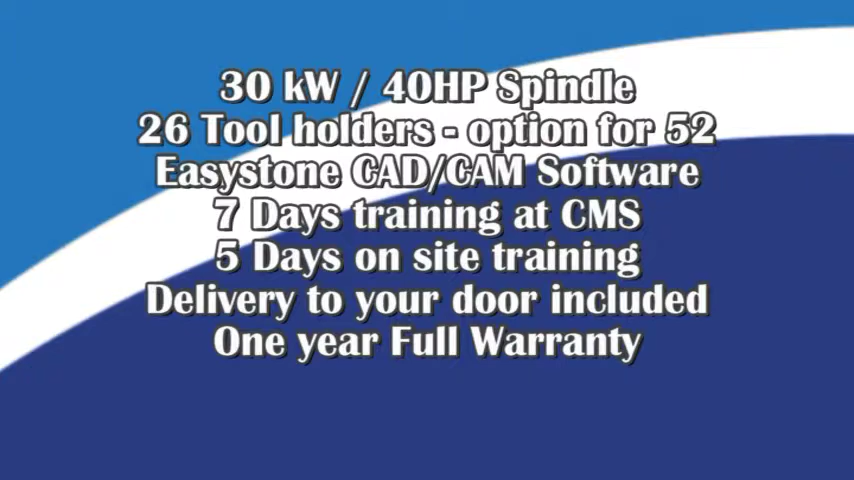 30 kW / 40HP Spindle
26 Tool holders - option for 52
Easystone CAD/CAM Software
7 Days training at CMS
5 Days on site training
Delivery to your door included
One year Full Warranty